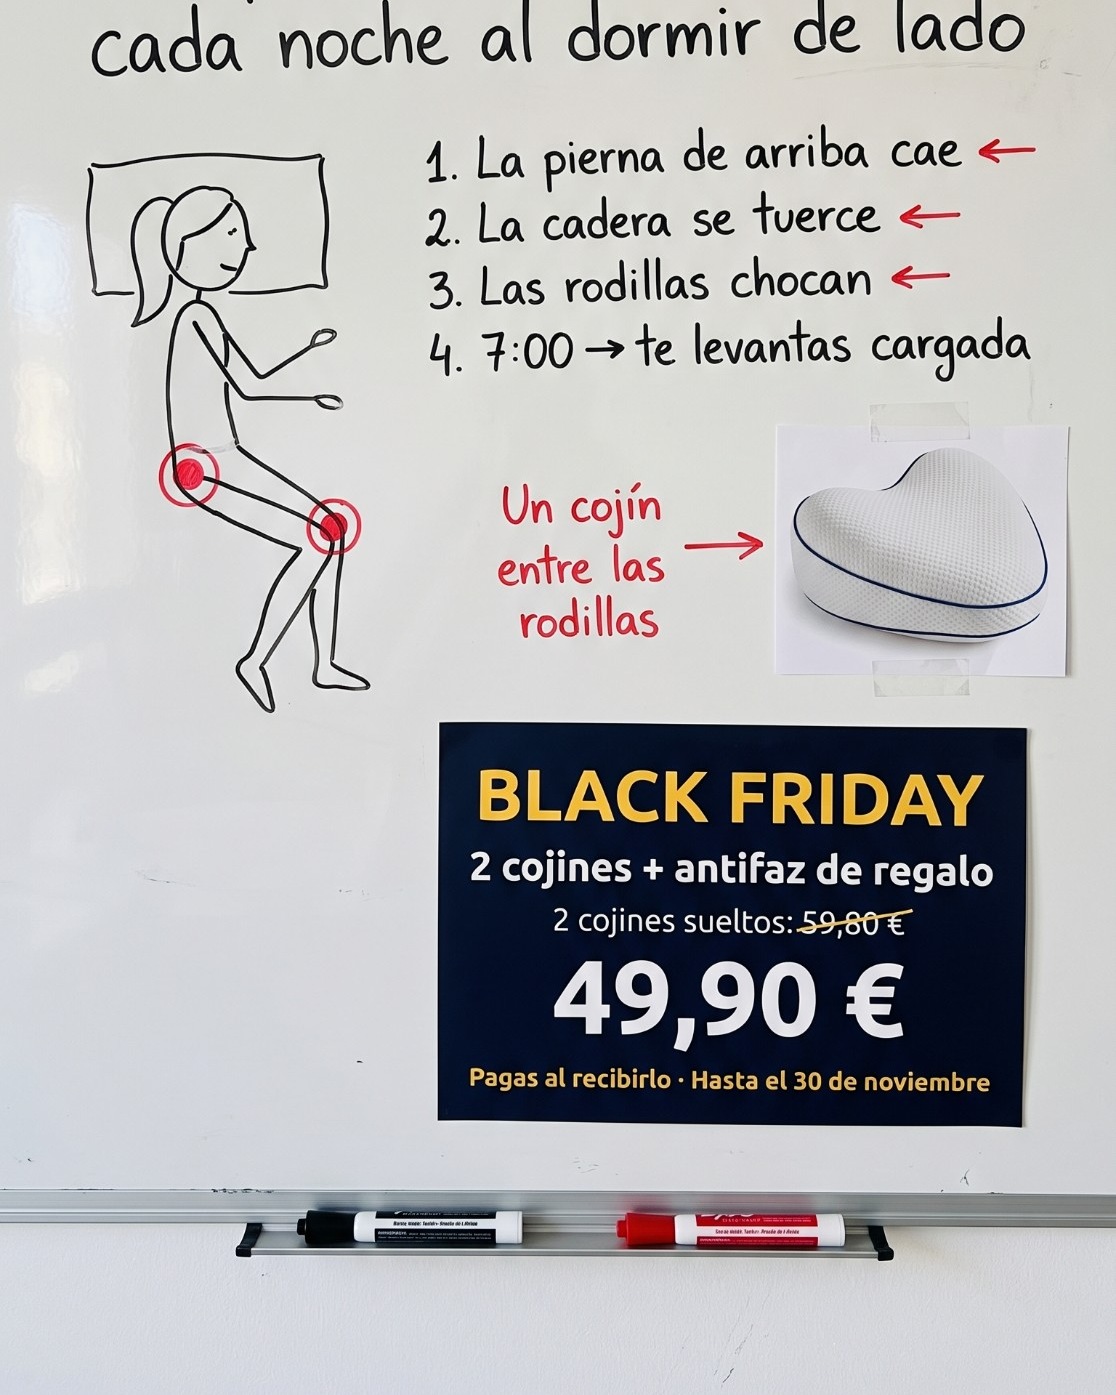 cada noche al dormir de lado
1. La pierna de arriba cae ←
2. La cadera se tuerce ←
3. Las rodillas chocan ←
4. 7:00 → te levantas cargada
Un cojín
entre las
rodillas
→
BLACK FRIDAY
2 cojines + antifaz de regalo
2 cojines sueltos: 59,80 €
49,90 €
Pagas al recibirlo · Hasta el 30 de noviembre